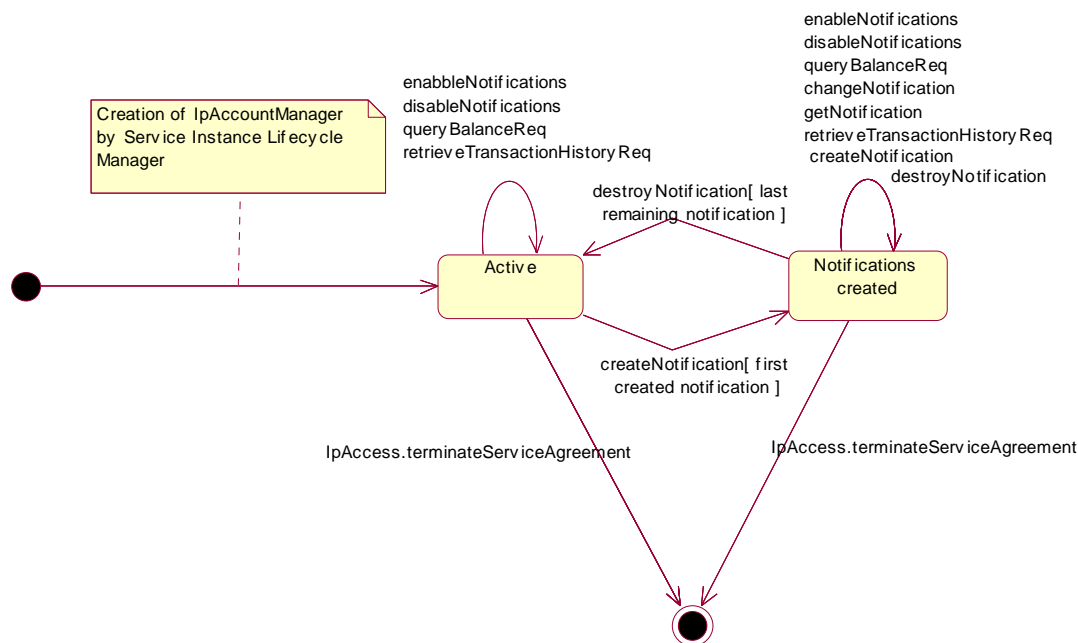 enableNotifications
disableNotifications
queryBalanceReq
changeNotification
getNotification
retrieveTransactionHistoryReq
createNotification
destroyNotification
enabbleNotifications
disableNotifications
queryBalanceReq
retrieveTransactionHistoryReq
Creation of IpAccountManager
by Service Instance Lifecycle
Manager
destroyNotification[ last
remaining notification ]
Active
Notifications
created
createNotification[ first
created notification ]
IpAccess.terminateServiceAgreement
IpAccess.terminateServiceAgreement